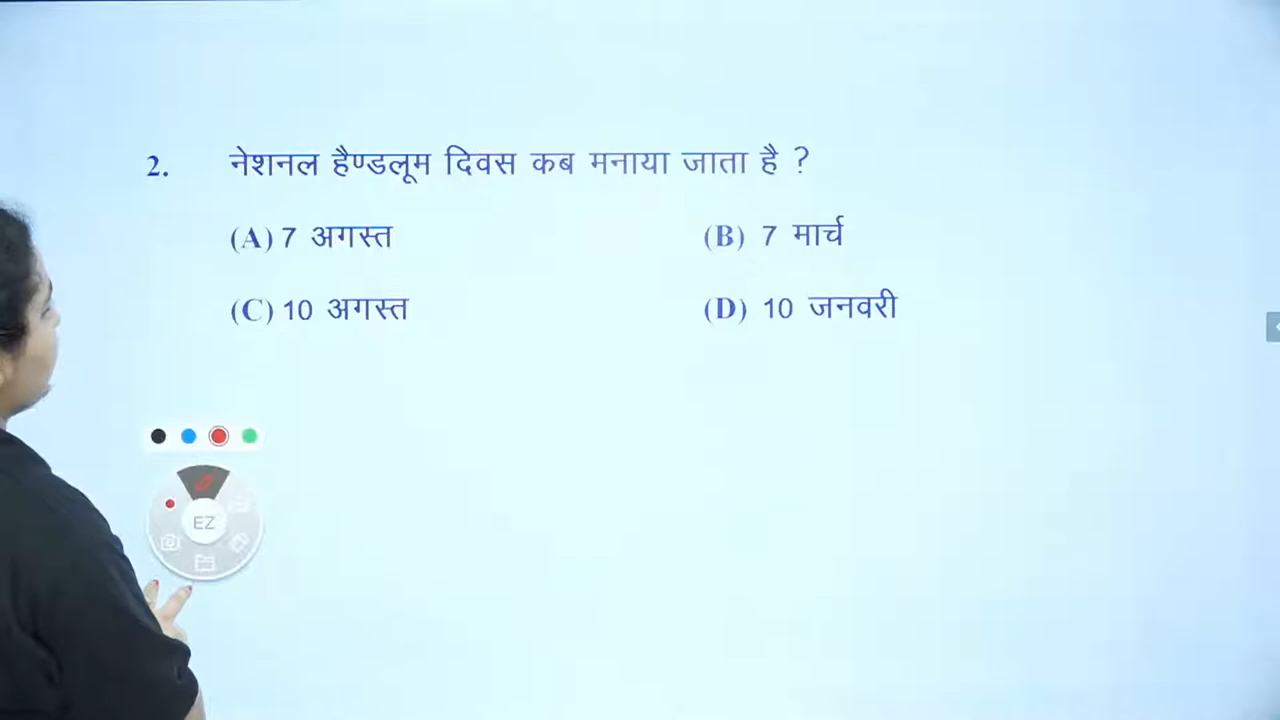 2. नेशनल हैण्डलूम दिवस कब मनाया जाता है ?
(A) 7 अगस्त (B) 7 मार्च
(C) 10 अगस्त (D) 10 जनवरी
EZ